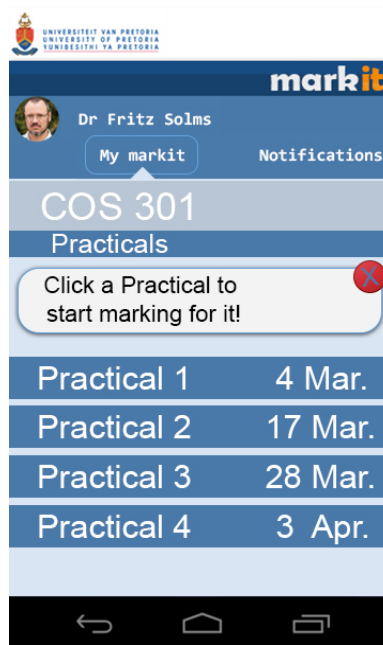 UNIVERSITEIT VAN PRETORIA
UNIVERSITY OF PRETORIA
YUNIBESITHI YA PRETORIA
markit
Dr Fritz Solms
My markit Notifications
COS 301
Practicals
Click a Practical to
start marking for it!
X
Practical 1 4 Mar.
Practical 2 17 Mar.
Practical 3 28 Mar.
Practical 4 3 Apr.